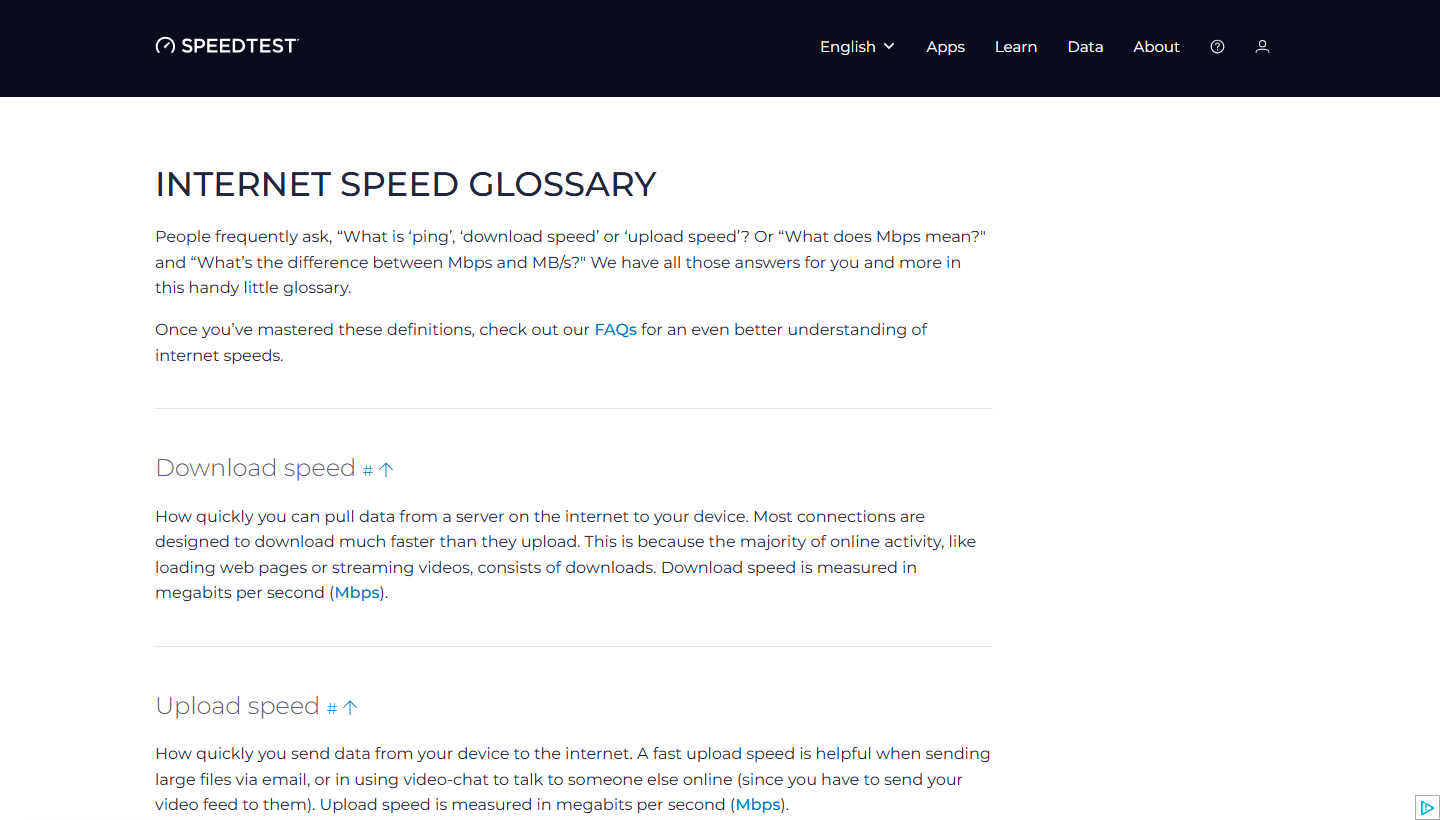 SPEEDTEST
English Apps Learn Data About
INTERNET SPEED GLOSSARY
People frequently ask, “What is ‘ping’, ‘download speed’ or ‘upload speed’? Or “What does Mbps mean?"
and “What’s the difference between Mbps and MB/s?" We have all those answers for you and more in
this handy little glossary.
Once you’ve mastered these definitions, check out our FAQs for an even better understanding of
internet speeds.
Download speed # ↑
How quickly you can pull data from a server on the internet to your device. Most connections are
designed to download much faster than they upload. This is because the majority of online activity, like
loading web pages or streaming videos, consists of downloads. Download speed is measured in
megabits per second (Mbps).
Upload speed # ↑
How quickly you send data from your device to the internet. A fast upload speed is helpful when sending
large files via email, or in using video-chat to talk to someone else online (since you have to send your
video feed to them). Upload speed is measured in megabits per second (Mbps).